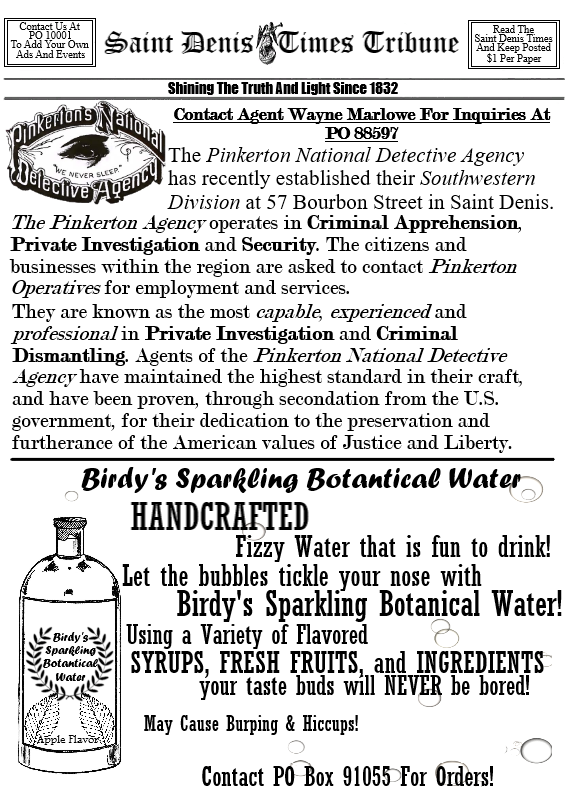 Contact Us At
PO 10001
To Add Your Own
Ads And Events
Saint Denis Times Tribune
Read The
Saint Denis Times
And Keep Posted
$1 Per Paper
Shining The Truth And Light Since 1832
Pinkerton's National
"WE NEVER SLEEP."
Detective Agency
Contact Agent Wayne Marlowe For Inquiries At
PO 88597
The Pinkerton National Detective Agency
has recently established their Southwestern
Division at 57 Bourbon Street in Saint Denis.
The Pinkerton Agency operates in Criminal Apprehension,
Private Investigation and Security. The citizens and
businesses within the region are asked to contact Pinkerton
Operatives for employment and services.
They are known as the most capable, experienced and
professional in Private Investigation and Criminal
Dismantling. Agents of the Pinkerton National Detective
Agency have maintained the highest standard in their craft,
and have been proven, through secondation from the U.S.
government, for their dedication to the preservation and
furtherance of the American values of Justice and Liberty.
Birdy's Sparkling Botantical Water
HANDCRAFTED
Fizzy Water that is fun to drink!
Let the bubbles tickle your nose with
Birdy's Sparkling Botanical Water!
Using a Variety of Flavored
SYRUPS, FRESH FRUITS, and INGREDIENTS
your taste buds will NEVER be bored!
Birdy's
Sparkling
Botantical
Water
Apple Flavor
May Cause Burping & Hiccups!
Contact PO Box 91055 For Orders!